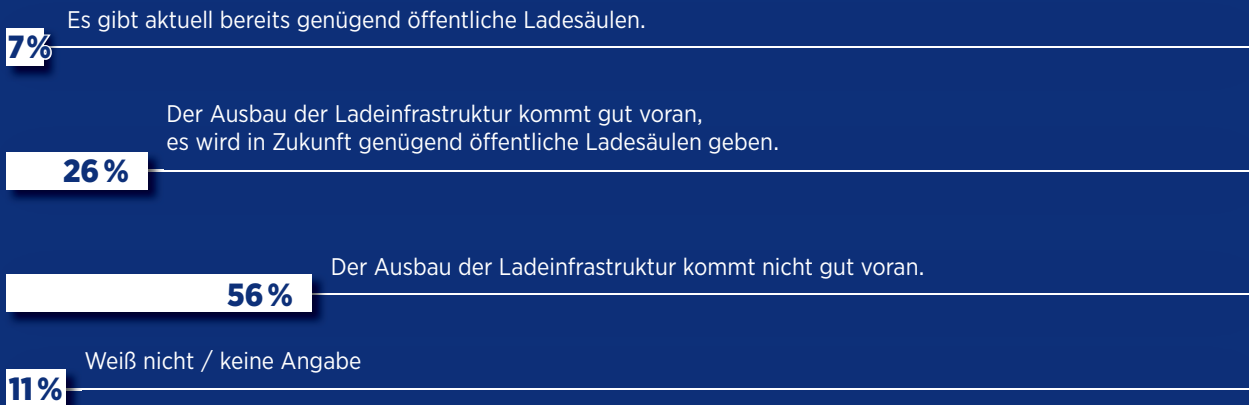 Es gibt aktuell bereits genügend öffentliche Ladesäulen.
7%
Der Ausbau der Ladeinfrastruktur kommt gut voran,
es wird in Zukunft genügend öffentliche Ladesäulen geben.
26 %
Der Ausbau der Ladeinfrastruktur kommt nicht gut voran.
56 %
Weiß nicht / keine Angabe
11 %